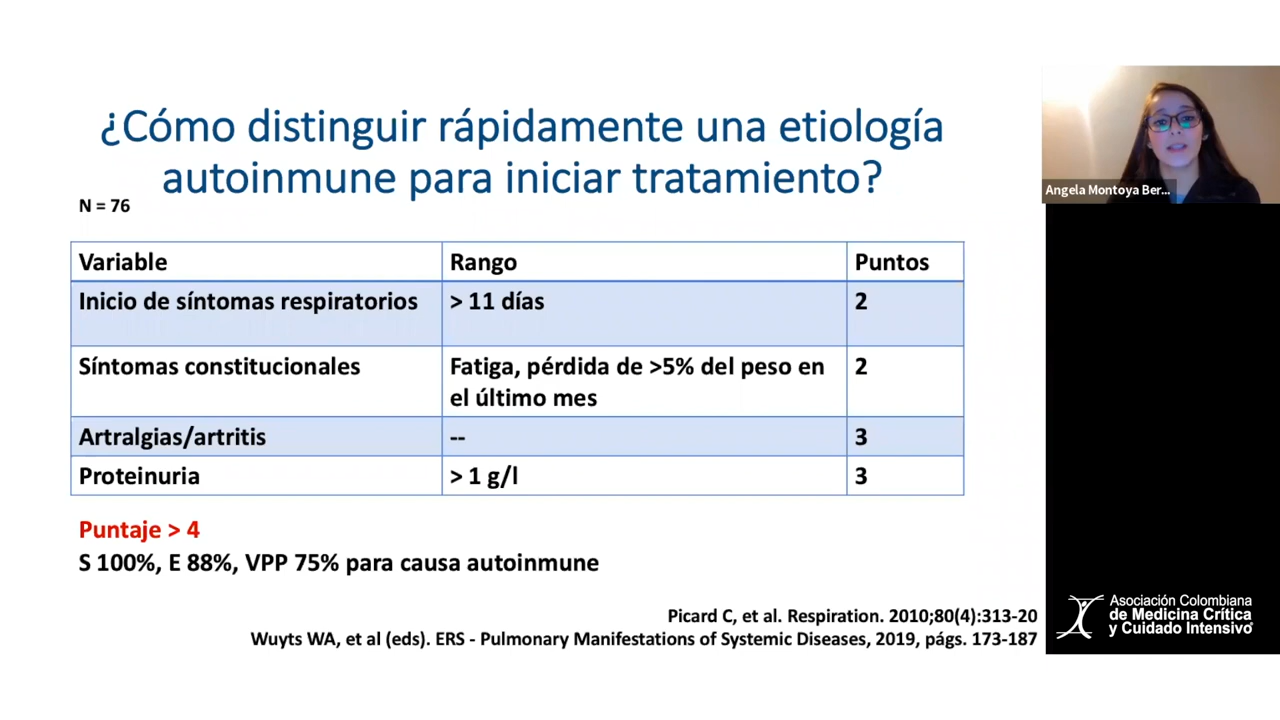 ¿Cómo distinguir rápidamente una etiología
autoinmune para iniciar tratamiento?
N = 76
Variable Rango Puntos
Inicio de síntomas respiratorios > 11 días 2
Síntomas constitucionales Fatiga, pérdida de >5% del peso en 2
el último mes
Artralgias/artritis -- 3
Proteinuria > 1 g/l 3
Puntaje > 4
S 100%, E 88%, VPP 75% para causa autoinmune
Picard C, et al. Respiration. 2010;80(4):313-20
Wuyts WA, et al (eds). ERS - Pulmonary Manifestations of Systemic Diseases, 2019, págs. 173-187
Angela Montoya Ber...
Asociación Colombiana
de Medicina Crítica
y Cuidado Intensivo